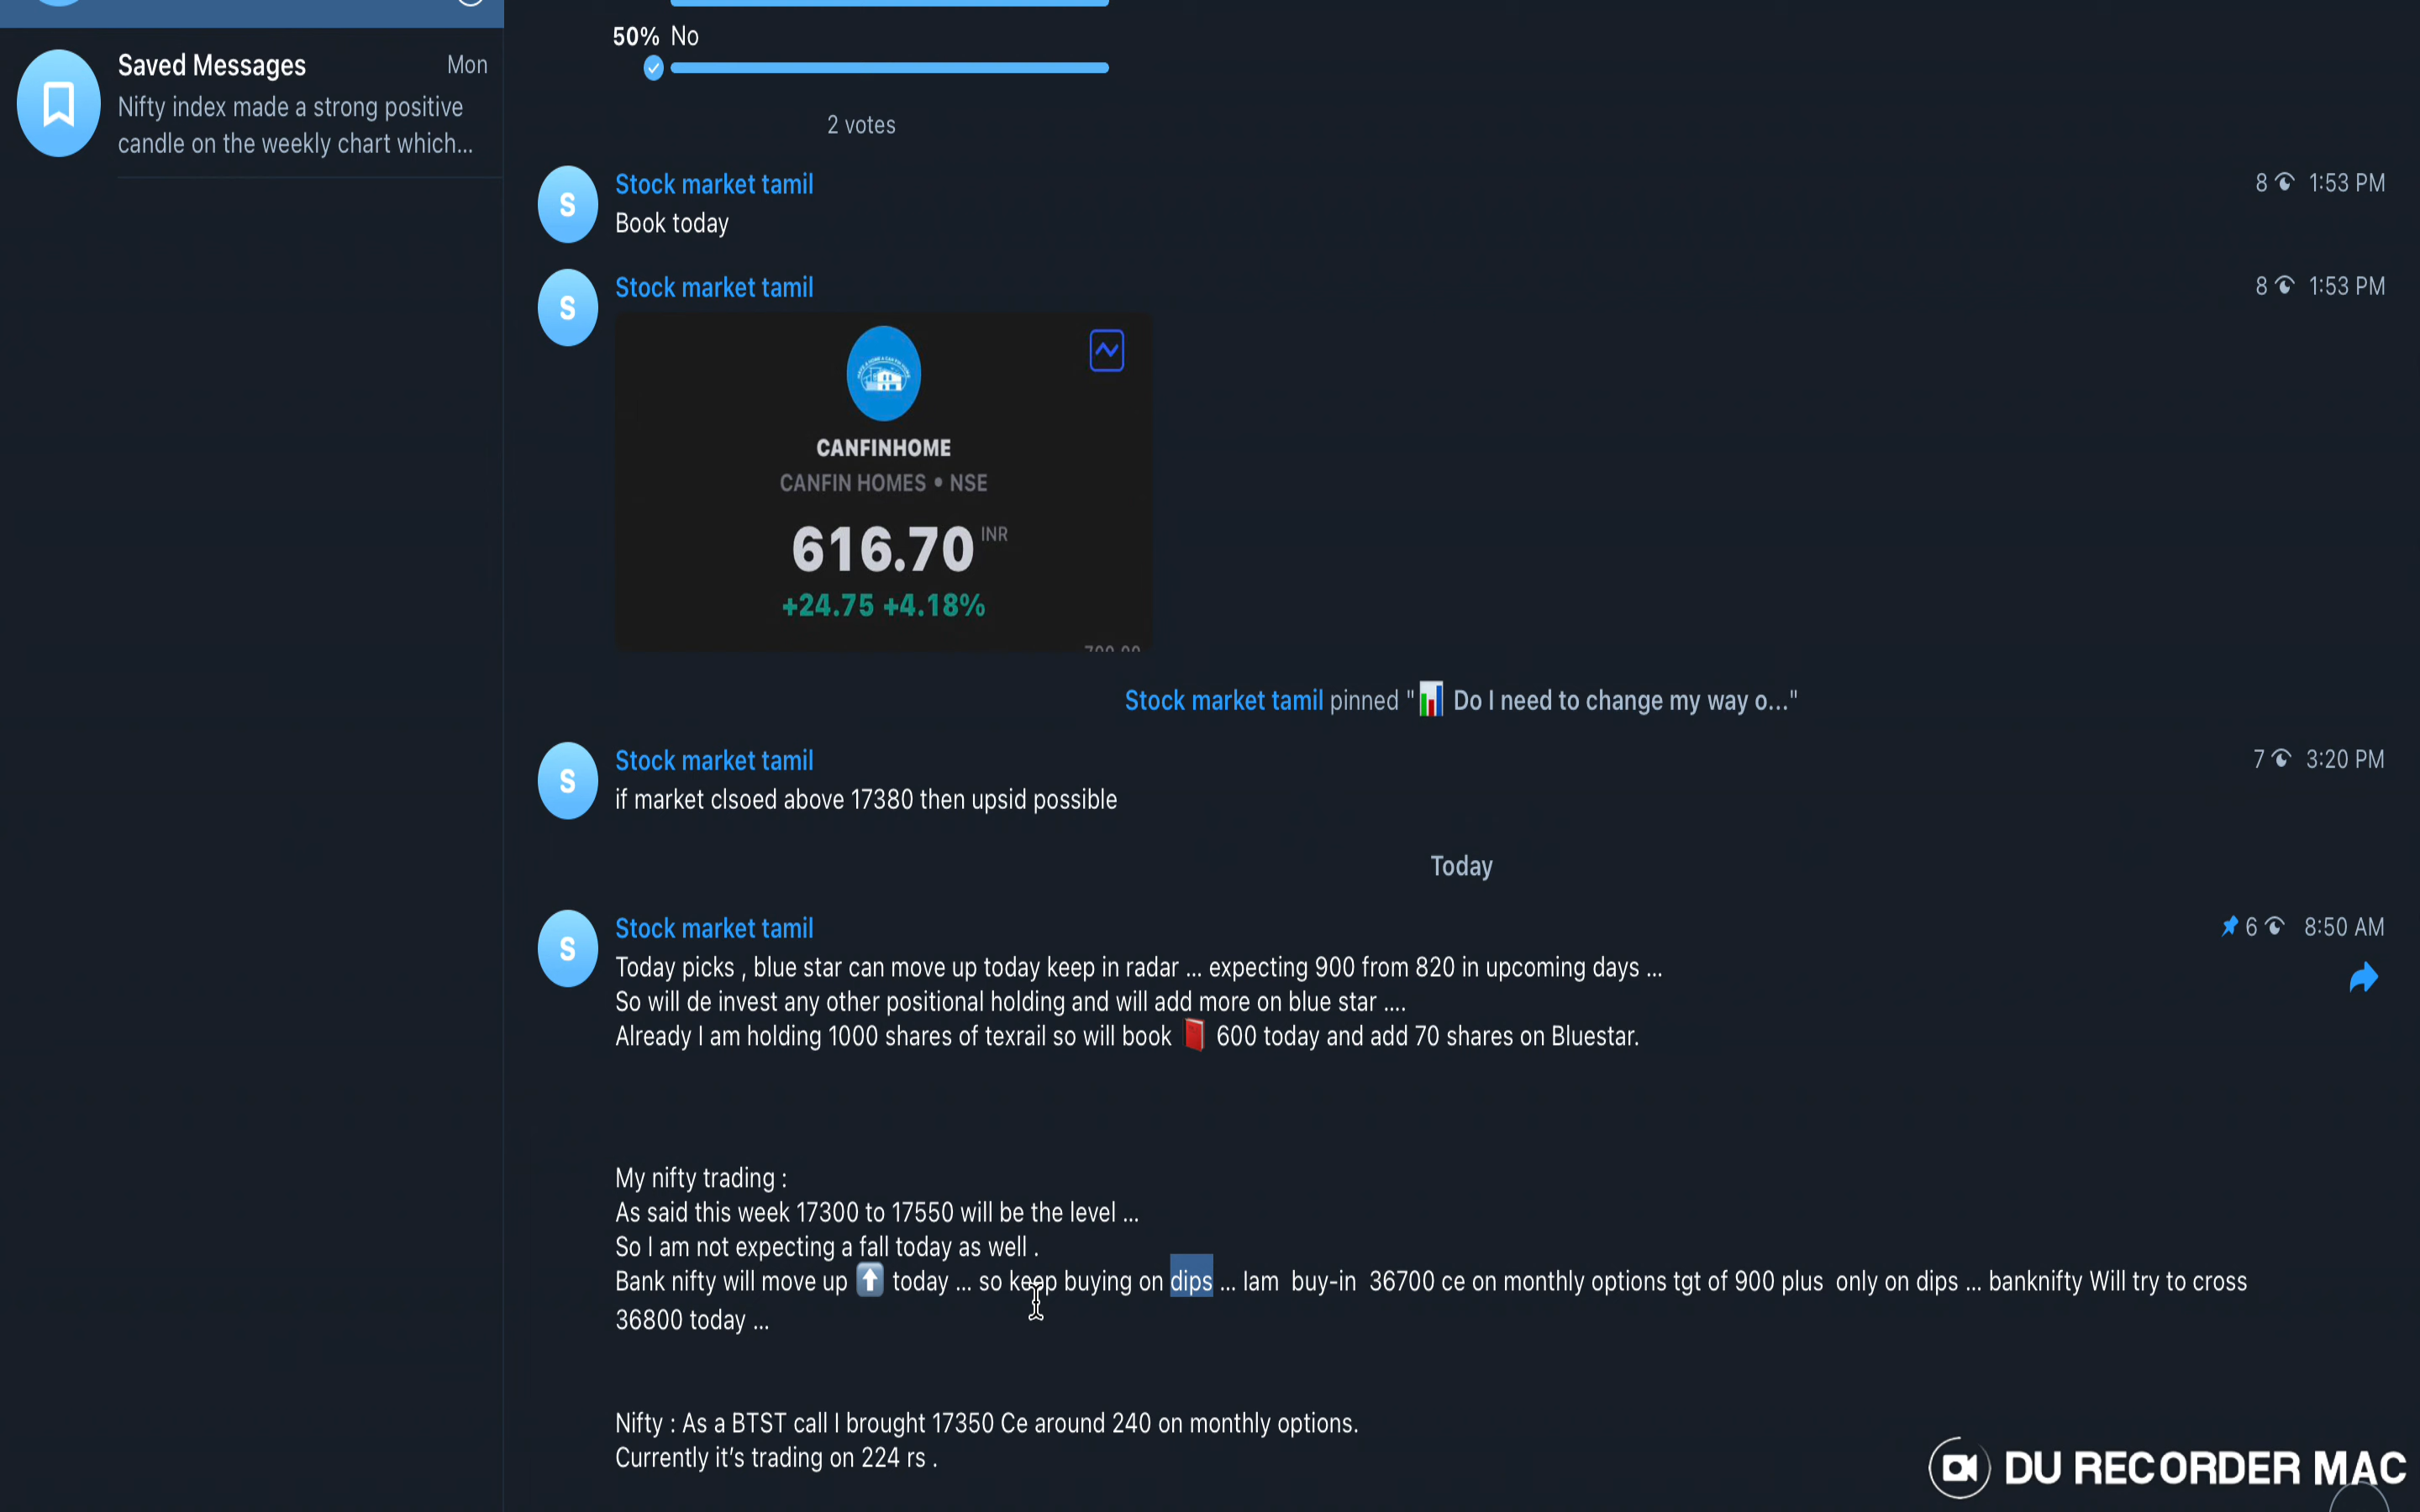 50% No
Saved Messages Mon
Nifty index made a strong positive
candle on the weekly chart which...
2 votes
Stock market tamil 8 1:53 PM
S
Book today
Stock market tamil 8 1:53 PM
S
CANFINHOME
CANFIN HOMES • NSE
616.70 INR
+24.75 +4.18%
700.00
Stock market tamil pinned "📊 Do I need to change my way o..."
Stock market tamil 7 3:20 PM
S
if market clsoed above 17380 then upsid possible
Today
Stock market tamil 6 8:50 AM
S
Today picks , blue star can move up today keep in radar ... expecting 900 from 820 in upcoming days ...
So will de invest any other positional holding and will add more on blue star ....
Already I am holding 1000 shares of texrail so will book 📕 600 today and add 70 shares on Bluestar.
My nifty trading :
As said this week 17300 to 17550 will be the level ...
So I am not expecting a fall today as well .
Bank nifty will move up ⬆️ today ... so keep buying on dips ... Iam buy-in 36700 ce on monthly options tgt of 900 plus only on dips ... banknifty Will try to cross
36800 today ...
Nifty : As a BTST call I brought 17350 Ce around 240 on monthly options.
Currently it's trading on 224 rs .
DU RECORDER MAC